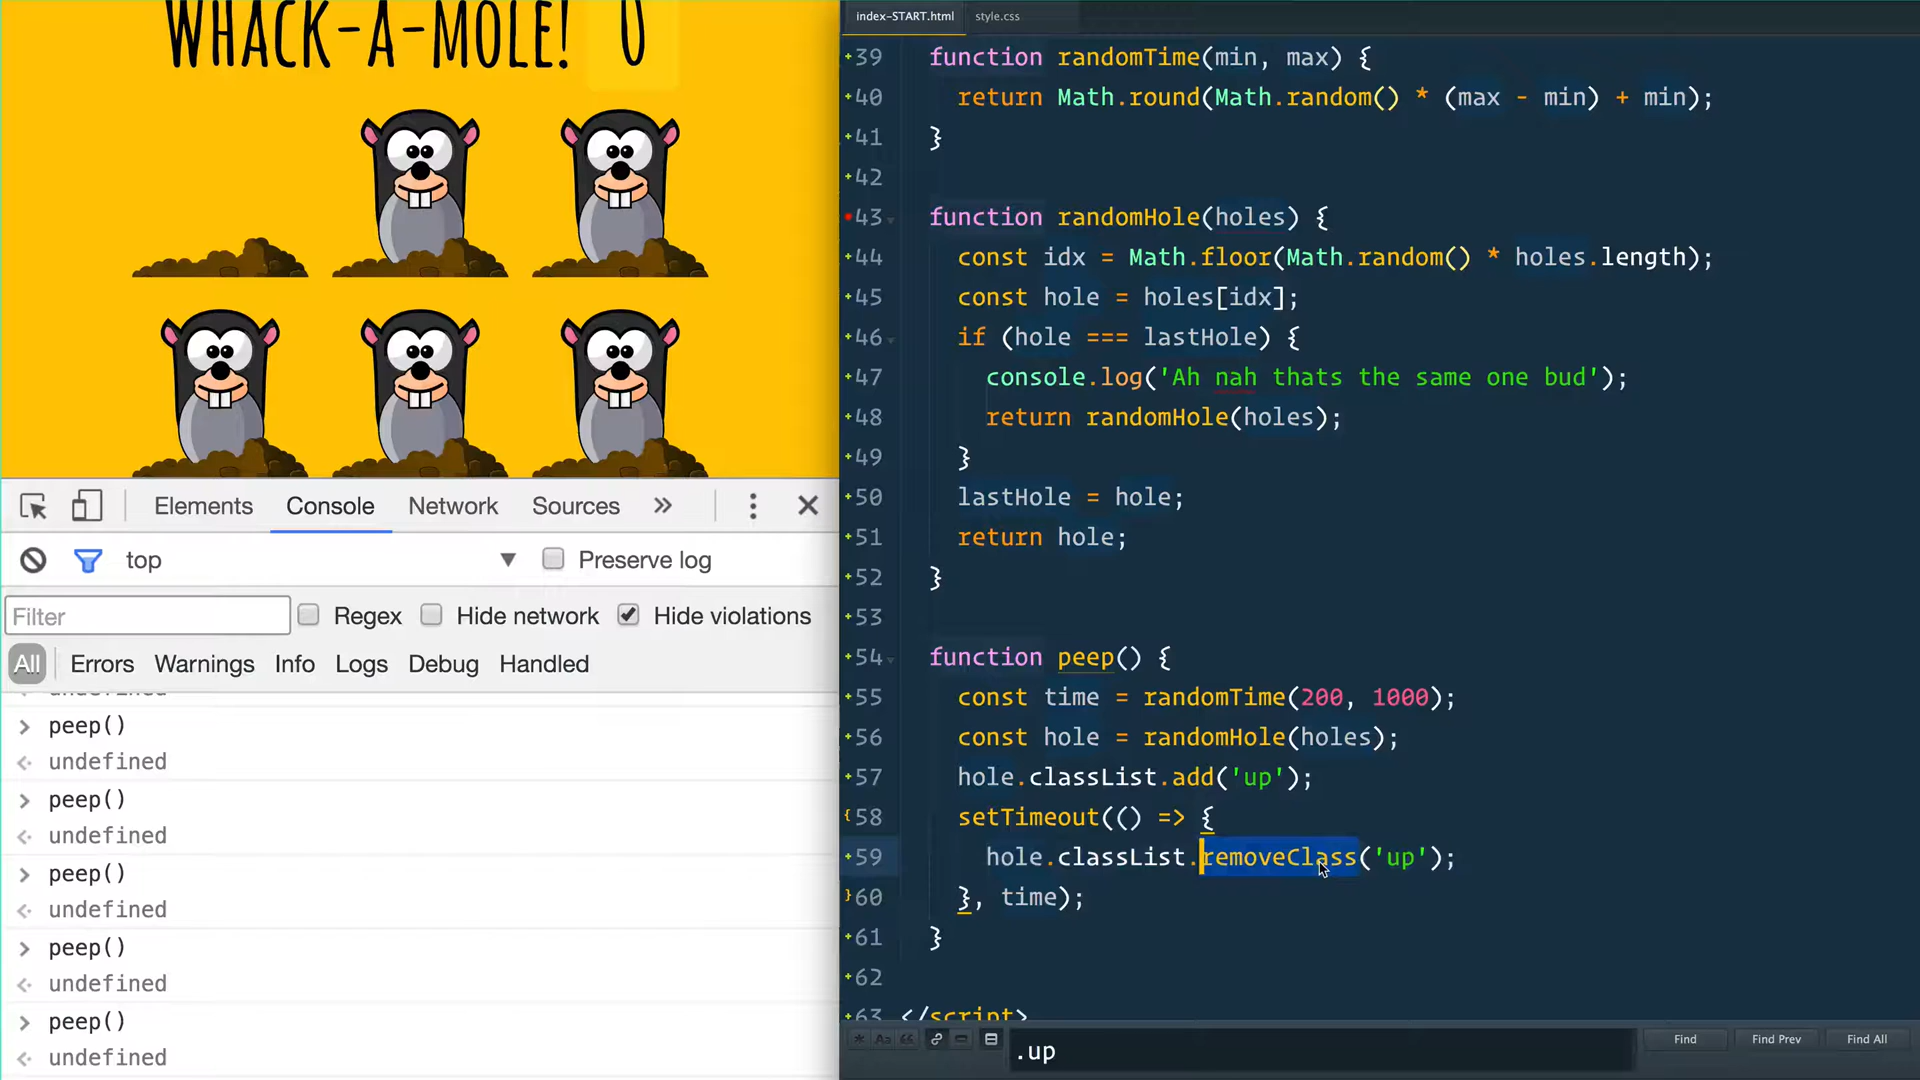 WHACK-A-MOLE! 0
Elements Console Network Sources »
top Preserve log
Filter Regex Hide network Hide violations
All Errors Warnings Info Logs Debug Handled
undefined
> peep()
undefined
> peep()
undefined
> peep()
undefined
> peep()
undefined
> peep()
undefined
index-START.html style.css
39 function randomTime(min, max) {
40 return Math.round(Math.random() * (max - min) + min);
41 }
42
43 function randomHole(holes) {
44 const idx = Math.floor(Math.random() * holes.length);
45 const hole = holes[idx];
46 if (hole === lastHole) {
47 console.log('Ah nah thats the same one bud');
48 return randomHole(holes);
49 }
50 lastHole = hole;
51 return hole;
52 }
53
54 function peep() {
55 const time = randomTime(200, 1000);
56 const hole = randomHole(holes);
57 hole.classList.add('up');
58 setTimeout(() => {
59 hole.classList.removeClass('up');
60 }, time);
61 }
62
63 </script>
.up Find Find Prev Find All